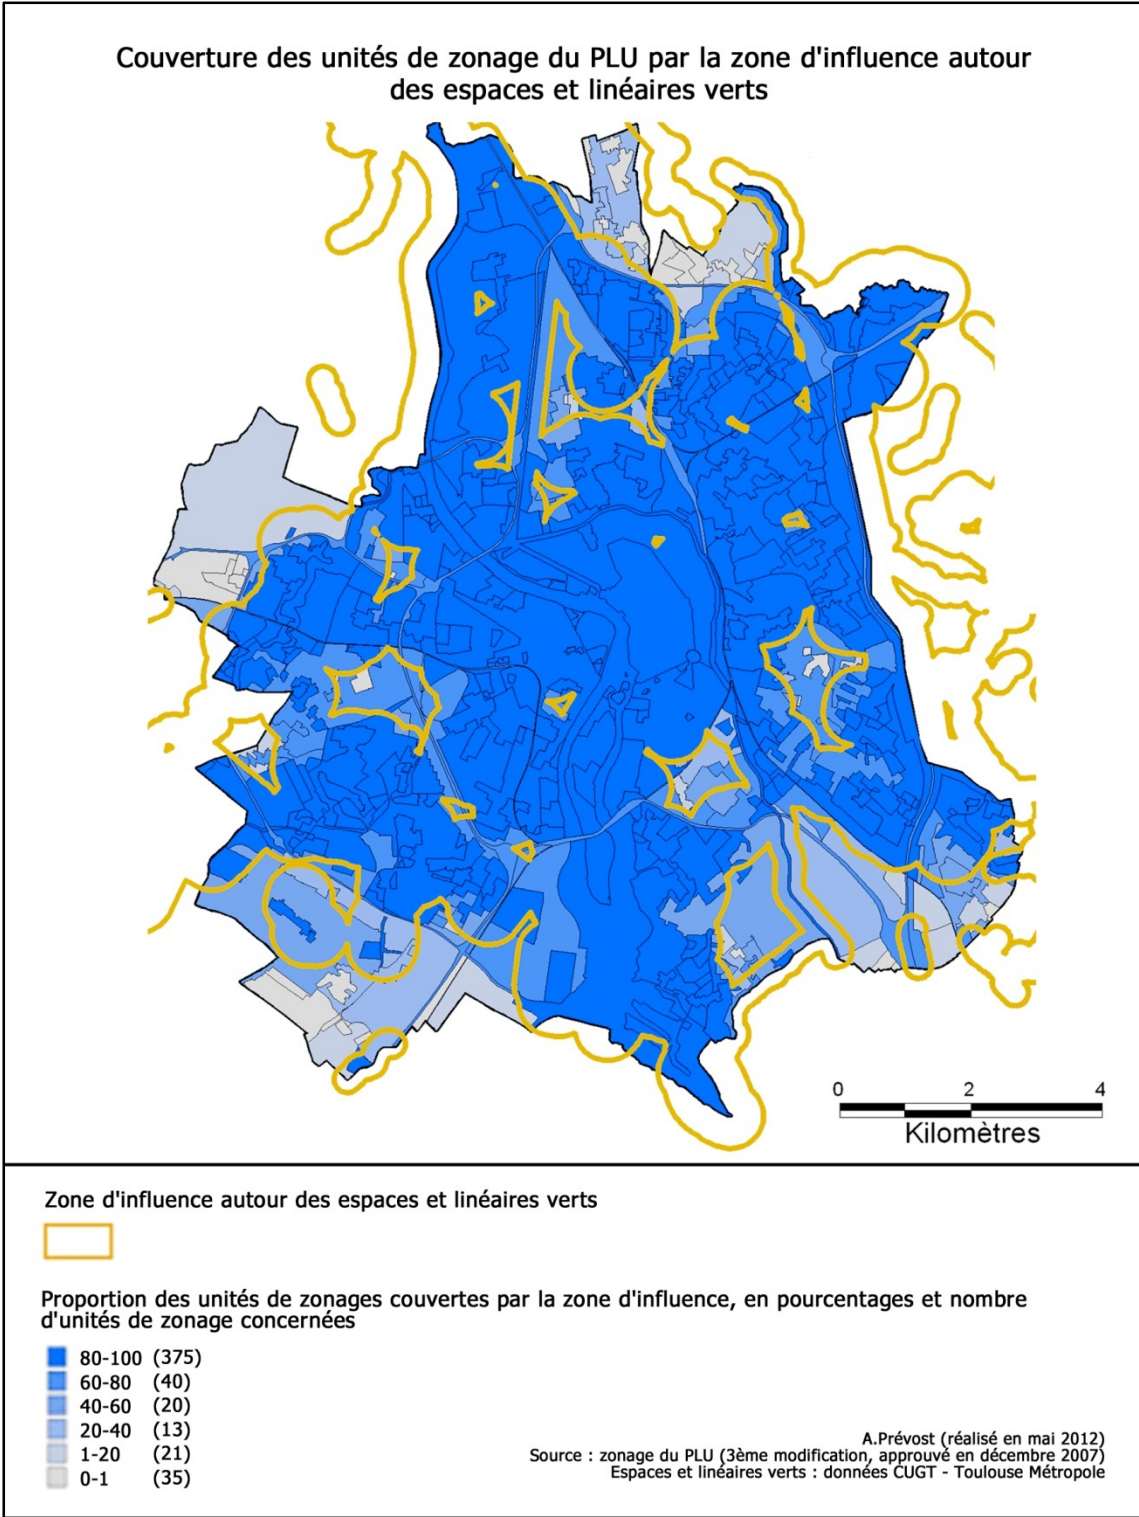 Couverture des unités de zonage du PLU par la zone d'influence autour
des espaces et linéaires verts
0 2 4
Kilomètres
Zone d'influence autour des espaces et linéaires verts
Proportion des unités de zonages couvertes par la zone d'influence, en pourcentages et nombre
d'unités de zonage concernées
80-100 (375)
60-80 (40)
40-60 (20)
20-40 (13)
1-20 (21)
0-1 (35)
A.Prévost (réalisé en mai 2012)
Source : zonage du PLU (3ème modification, approuvé en décembre 2007)
Espaces et linéaires verts : données CUGT - Toulouse Métropole